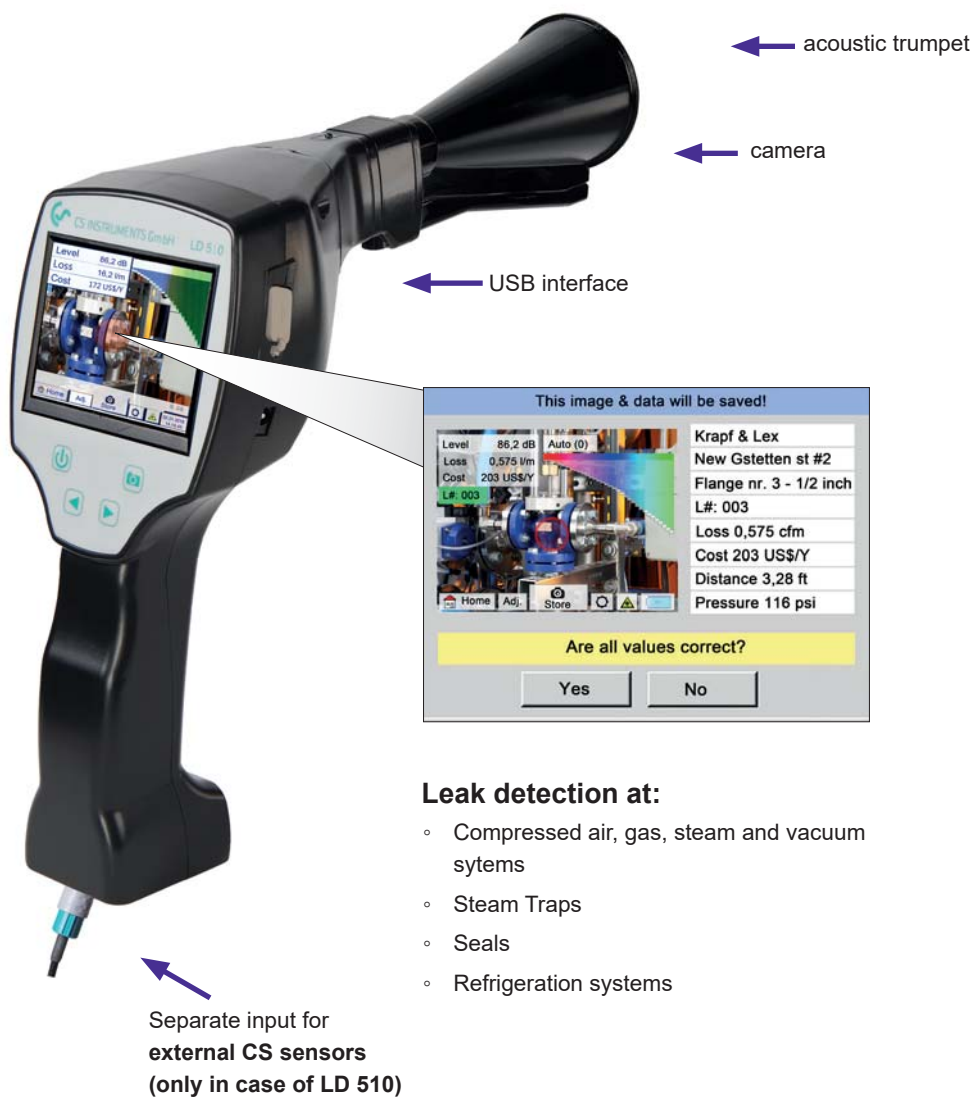 acoustic trumpet
camera
CS INSTRUMENTS GmbH LD 510
Level 86,2 dB
Loss 16,2 l/m
Cost 172 US$/Y
USB interface
Home Adj. Store
This image & data will be saved!
Level 86,2 dB Auto (0)
Loss 0,575 l/m
Cost 203 US$/Y
L#: 003
Home Adj. Store
Krapf & Lex
New Gstetten st #2
Flange nr. 3 - 1/2 inch
L#: 003
Loss 0,575 cfm
Cost 203 US$/Y
Distance 3,28 ft
Pressure 116 psi
Are all values correct?
Yes No
Leak detection at:
◦ Compressed air, gas, steam and vacuum
sytems
◦ Steam Traps
◦ Seals
◦ Refrigeration systems
Separate input for
external CS sensors
(only in case of LD 510)